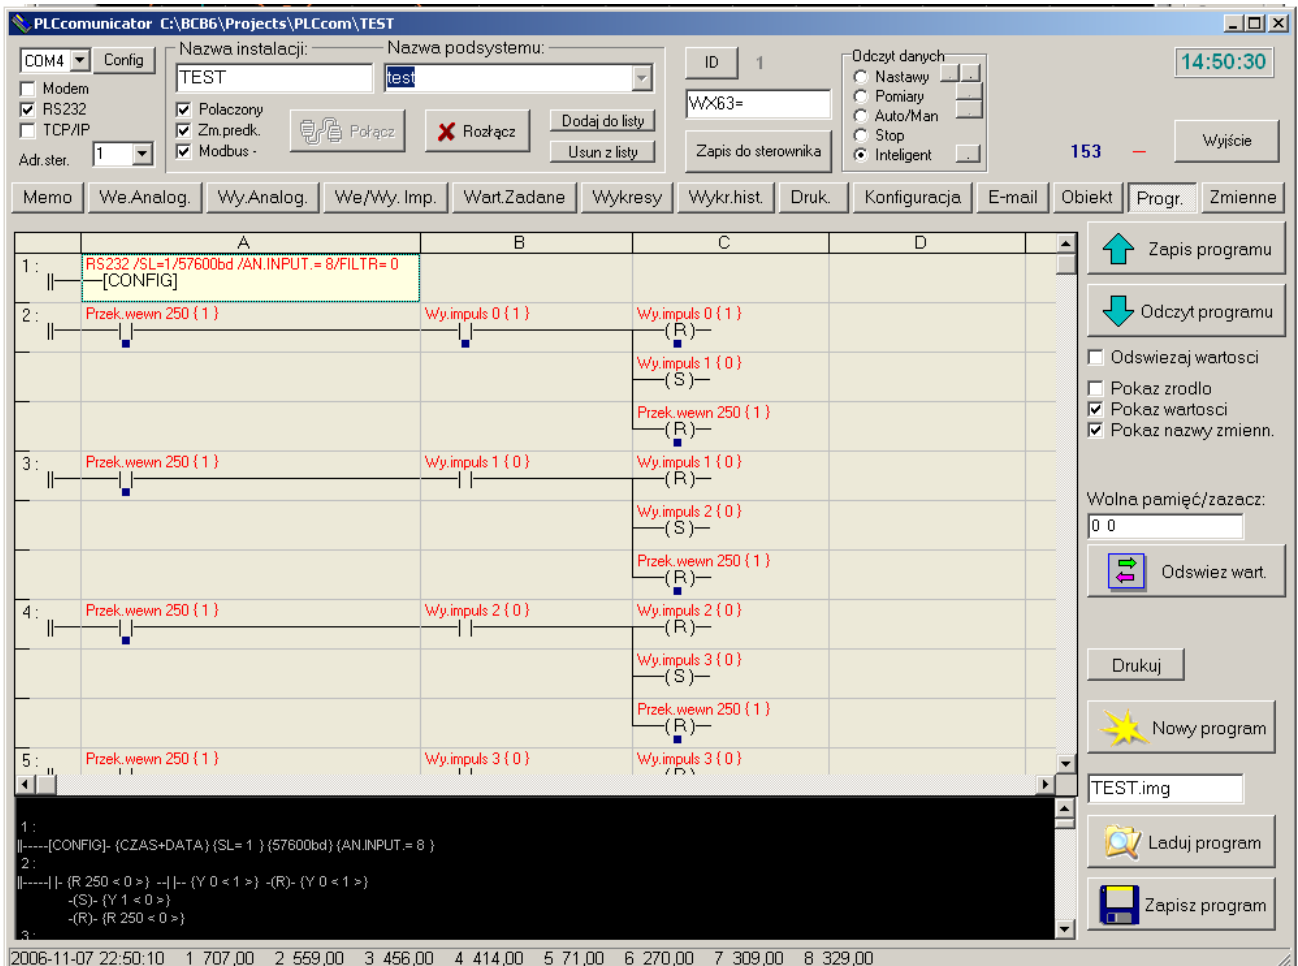 PLCcomunicator C:\BCB6\Projects\PLCcom\TEST
COM4 Config
Nazwa instalacji: Nazwa podsystemu:
TEST test
Modem
RS232
TCP/IP
Adr.ster. 1
Polaczony
Zm.predk.
Modbus -
Połącz
Rozłącz
Dodaj do listy
Usun z listy
ID 1
WX63=
Zapis do sterownika
Odczyt danych
Nastawy
Pomiary
Auto/Man
Stop
Inteligent
14:50:30
153 –
Wyjście
Memo We.Analog. Wy.Analog. We/Wy. Imp. Wart.Zadane Wykresy Wykr.hist. Druk. Konfiguracja E-mail Obiekt Progr. Zmienne
A B C D
1 : RS232 /SL=1/57600bd /AN.INPUT.= 8/FILTR= 0
[CONFIG]
2 : Przek.wewn 250 { 1 } Wy.impuls 0 { 1 } Wy.impuls 0 { 1 }
( R )
Wy.impuls 1 { 0 }
( S )
Przek.wewn 250 { 1 }
( R )
3 : Przek.wewn 250 { 1 } Wy.impuls 1 { 0 } Wy.impuls 1 { 0 }
( R )
Wy.impuls 2 { 0 }
( S )
Przek.wewn 250 { 1 }
( R )
4 : Przek.wewn 250 { 1 } Wy.impuls 2 { 0 } Wy.impuls 2 { 0 }
( R )
Wy.impuls 3 { 0 }
( S )
Przek.wewn 250 { 1 }
( R )
5 : Przek.wewn 250 { 1 } Wy.impuls 3 { 0 } Wy.impuls 3 { 0 }
( R )
Zapis programu
Odczyt programu
Odswiezaj wartosci
Pokaz zrodlo
Pokaz wartosci
Pokaz nazwy zmienn.
Wolna pamięć/zazacz:
0 0
Odswiez wart.
Drukuj
Nowy program
TEST.img
Laduj program
Zapisz program
1 :
||-----[CONFIG]- {CZAS+DATA} {SL= 1 } {57600bd} {AN.INPUT.= 8 }
2 :
||-----| |- {R 250 < 0 >} --| |-- {Y 0 < 1 >} -(R)- {Y 0 < 1 >}
-(S)- {Y 1 < 0 >}
-(R)- {R 250 < 0 >}
3 :
2006-11-07 22:50:10 1 707,00 2 559,00 3 456,00 4 414,00 5 71,00 6 270,00 7 309,00 8 329,00